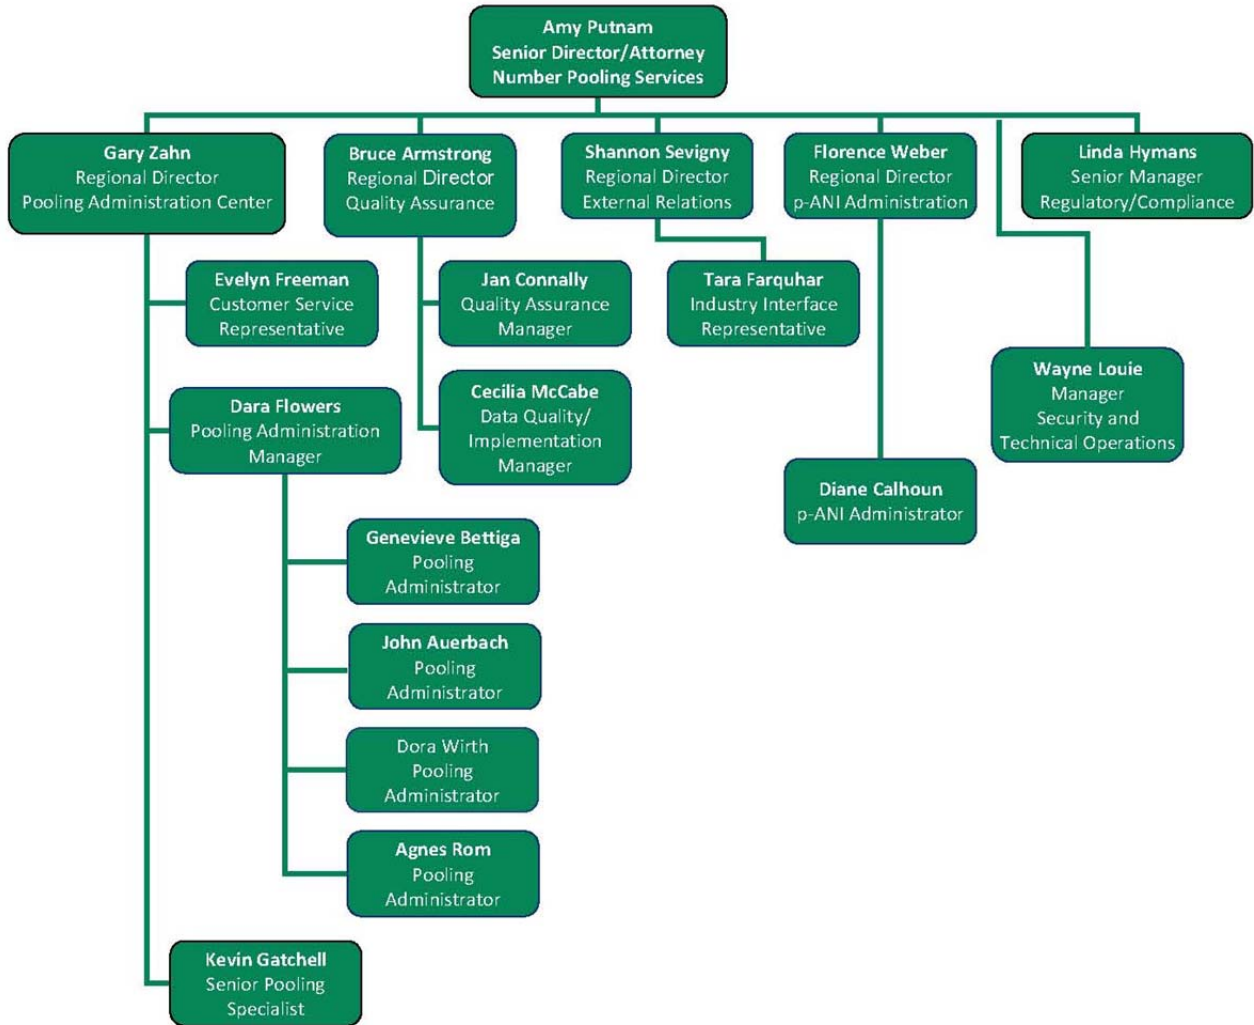 Amy Putnam
Senior Director/Attorney
Number Pooling Services
Gary Zahn
Regional Director
Pooling Administration Center
Bruce Armstrong
Regional Director
Quality Assurance
Shannon Sevigny
Regional Director
External Relations
Florence Weber
Regional Director
p-ANI Administration
Linda Hymans
Senior Manager
Regulatory/Compliance
Evelyn Freeman
Customer Service
Representative
Jan Connally
Quality Assurance
Manager
Tara Farquhar
Industry Interface
Representative
Wayne Louie
Manager
Security and
Technical Operations
Dara Flowers
Pooling Administration
Manager
Cecilia McCabe
Data Quality/
Implementation
Manager
Diane Calhoun
p-ANI Administrator
Genevieve Bettiga
Pooling
Administrator
John Auerbach
Pooling
Administrator
Dora Wirth
Pooling
Administrator
Agnes Rom
Pooling
Administrator
Kevin Gatchell
Senior Pooling
Specialist